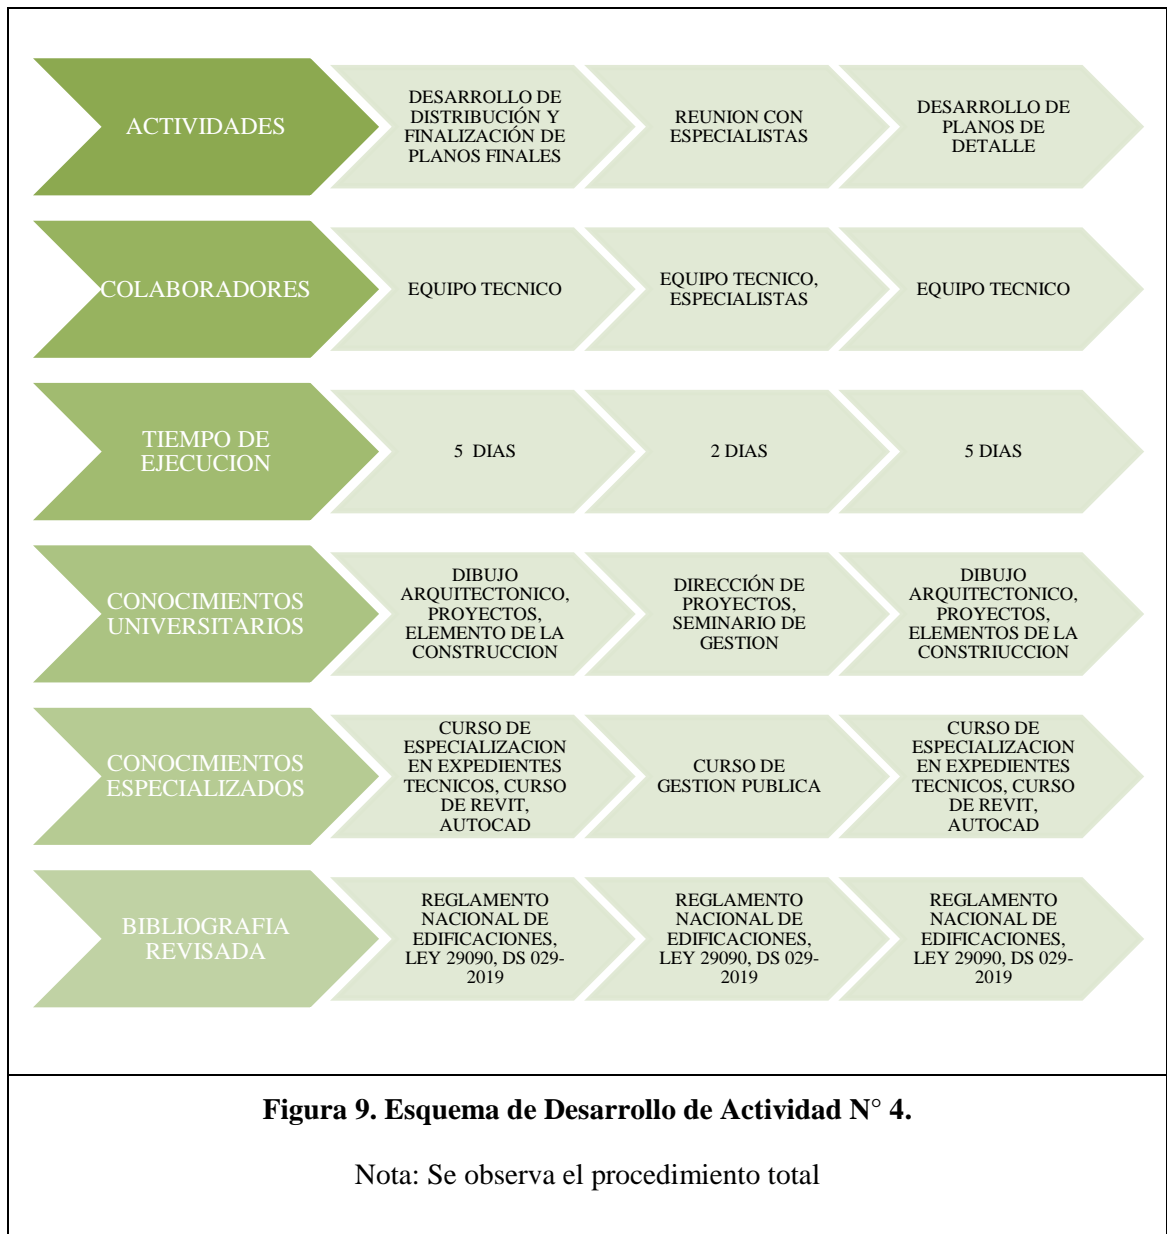 ACTIVIDADES
DESARROLLO DE
DISTRIBUCIÓN Y
FINALIZACIÓN DE
PLANOS FINALES
REUNION CON
ESPECIALISTAS
DESARROLLO DE
PLANOS DE
DETALLE
COLABORADORES
EQUIPO TECNICO
EQUIPO TECNICO,
ESPECIALISTAS
EQUIPO TECNICO
TIEMPO DE
EJECUCION
5 DIAS
2 DIAS
5 DIAS
CONOCIMIENTOS
UNIVERSITARIOS
DIBUJO
ARQUITECTONICO,
PROYECTOS,
ELEMENTO DE LA
CONSTRUCCION
DIRECCIÓN DE
PROYECTOS,
SEMINARIO DE
GESTION
DIBUJO
ARQUITECTONICO,
PROYECTOS,
ELEMENTOS DE LA
CONSTRIUCCION
CONOCIMIENTOS
ESPECIALIZADOS
CURSO DE
ESPECIALIZACION
EN EXPEDIENTES
TECNICOS, CURSO
DE REVIT,
AUTOCAD
CURSO DE
GESTION PUBLICA
CURSO DE
ESPECIALIZACION
EN EXPEDIENTES
TECNICOS, CURSO
DE REVIT,
AUTOCAD
BIBLIOGRAFIA
REVISADA
REGLAMENTO
NACIONAL DE
EDIFICACIONES,
LEY 29090, DS 029-
2019
REGLAMENTO
NACIONAL DE
EDIFICACIONES,
LEY 29090, DS 029-
2019
REGLAMENTO
NACIONAL DE
EDIFICACIONES,
LEY 29090, DS 029-
2019
Figura 9. Esquema de Desarrollo de Actividad N° 4.
Nota: Se observa el procedimiento total